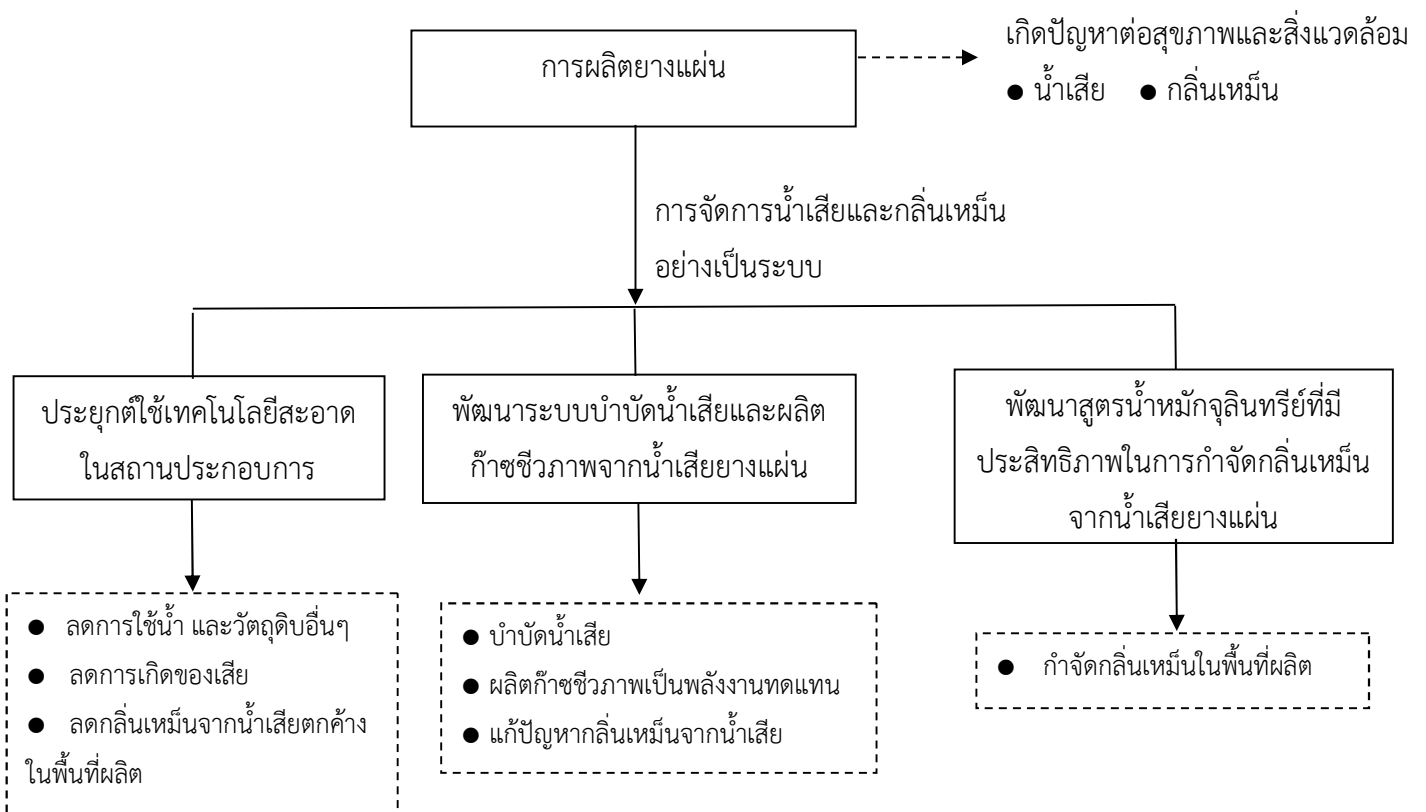 การผลิตยางแผ่น
เกิดปัญหาต่อสุขภาพและสิ่งแวดล้อม
● น้ำเสีย ● กลิ่นเหม็น
การจัดการน้ำเสียและกลิ่นเหม็น
อย่างเป็นระบบ
ประยุกต์ใช้เทคโนโลยีสะอาด
ในสถานประกอบการ
พัฒนาระบบบำบัดน้ำเสียและผลิต
ก๊าซชีวภาพจากน้ำเสียยางแผ่น
พัฒนาสูตรน้ำหมักจุลินทรีย์ที่มี
ประสิทธิภาพในการกำจัดกลิ่นเหม็น
จากน้ำเสียยางแผ่น
● ลดการใช้น้ำ และวัตถุดิบอื่นๆ
● ลดการเกิดของเสีย
● ลดกลิ่นเหม็นจากน้ำเสียตกค้าง
ในพื้นที่ผลิต
● บำบัดน้ำเสีย
● ผลิตก๊าซชีวภาพเป็นพลังงานทดแทน
● แก้ปัญหากลิ่นเหม็นจากน้ำเสีย
● กำจัดกลิ่นเหม็นในพื้นที่ผลิต